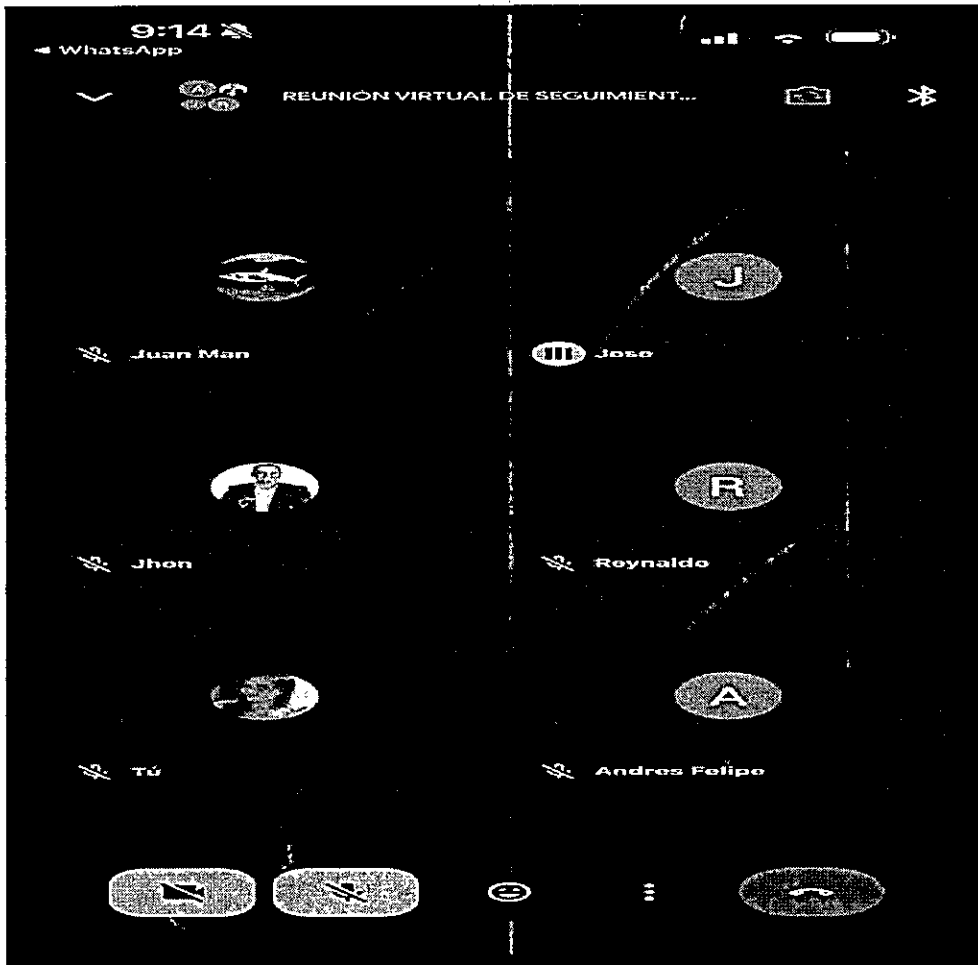 9:14
◄ WhatsApp
A
REUNIÓN VIRTUAL DE SEGUIMIENT...
J
Juan Man
Jose
R
Jhon
Reynaldo
A
Tú
Andres Felipe